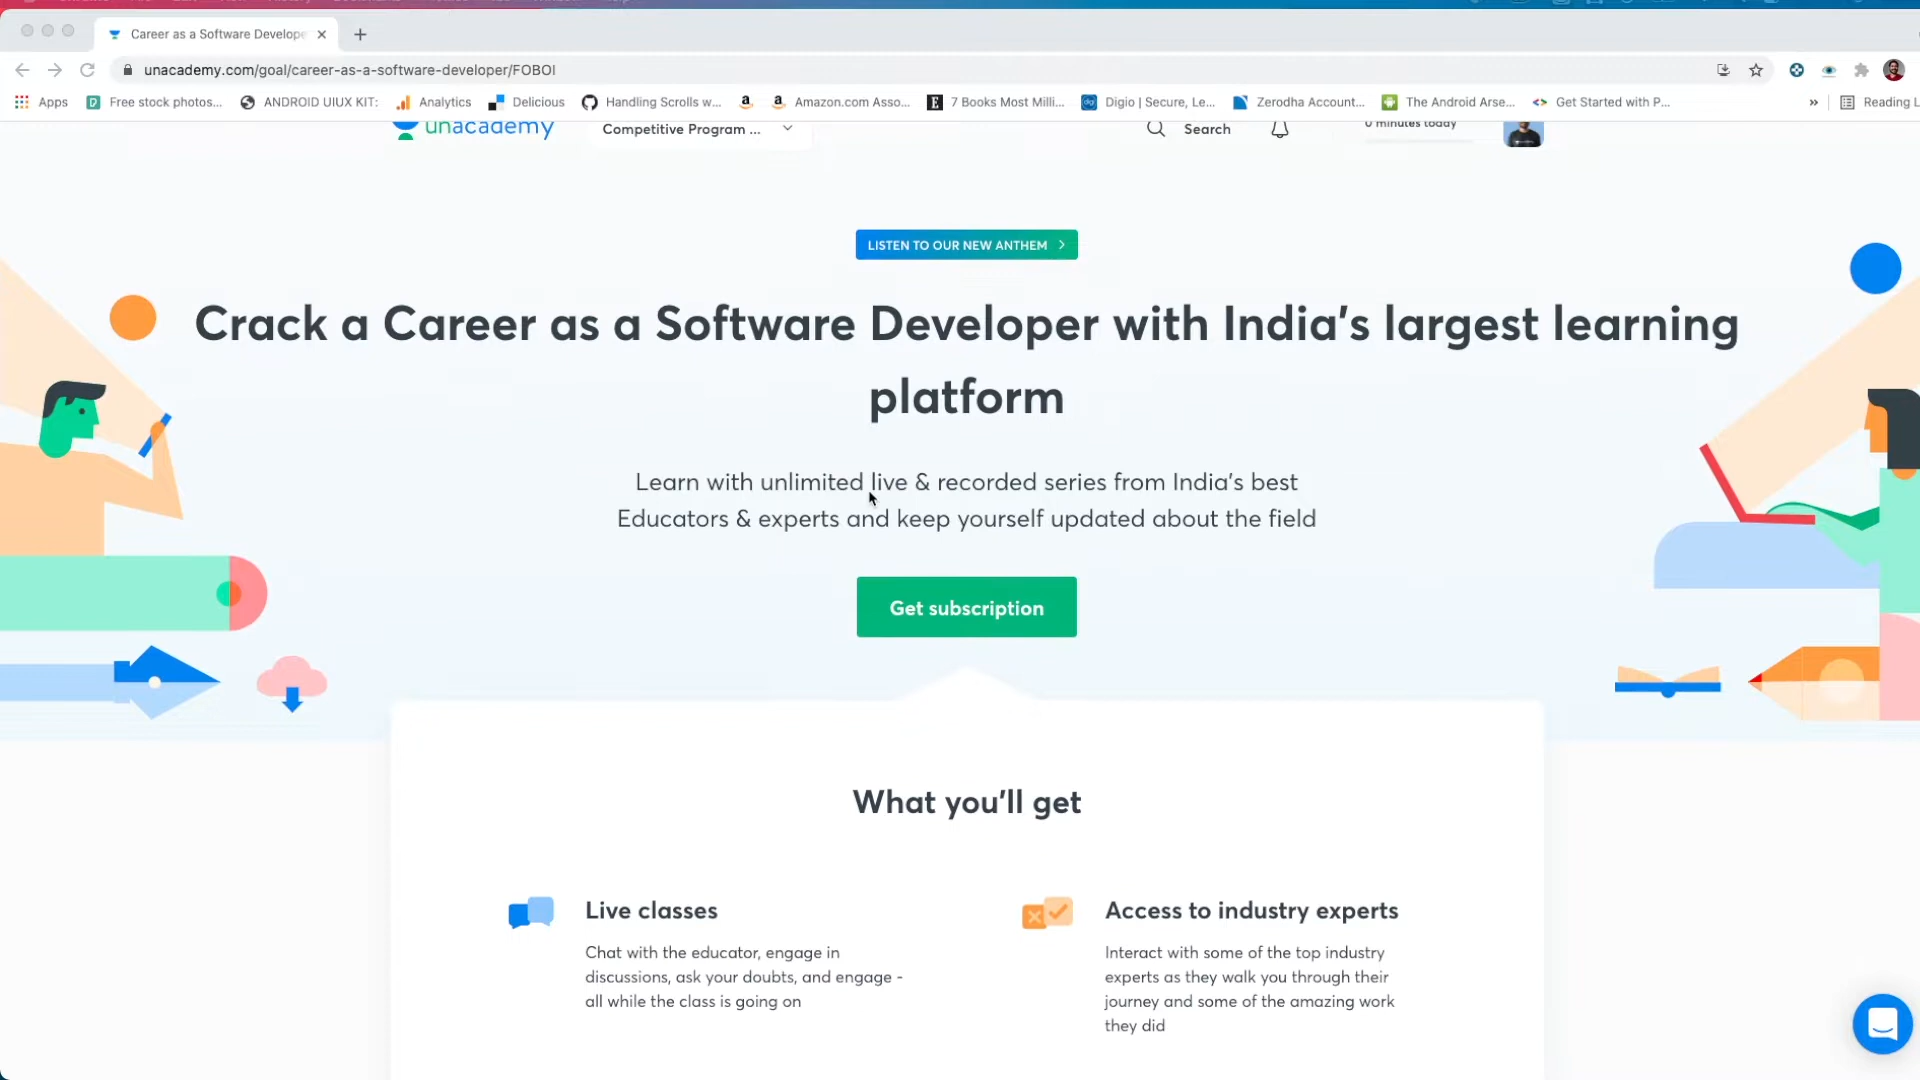 Career as a Software Develope
unacademy.com/goal/career-as-a-software-developer/FOBOI
Apps Free stock photos... ANDROID UIUX KIT: Analytics Delicious Handling Scrolls w... Amazon.com Asso... 7 Books Most Milli... Digio | Secure, Le... Zerodha Account... The Android Arse... Get Started with P... » Reading L
unacademy Competitive Program ... Search 0 minutes today
LISTEN TO OUR NEW ANTHEM
Crack a Career as a Software Developer with India's largest learning
platform
Learn with unlimited live & recorded series from India's best
Educators & experts and keep yourself updated about the field
Get subscription
What you'll get
Live classes
Chat with the educator, engage in
discussions, ask your doubts, and engage -
all while the class is going on
Access to industry experts
Interact with some of the top industry
experts as they walk you through their
journey and some of the amazing work
they did